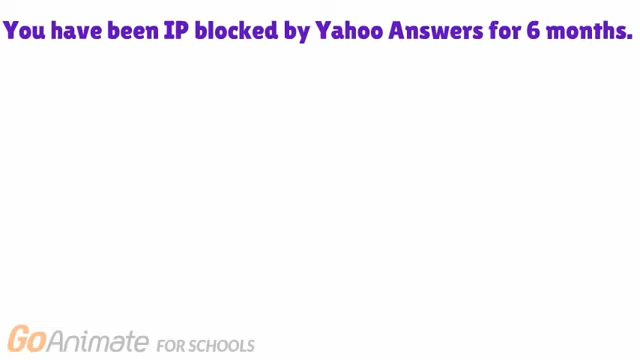 You have been IP blocked by Yahoo Answers for 6 months.
GoAnimate FOR SCHOOLS